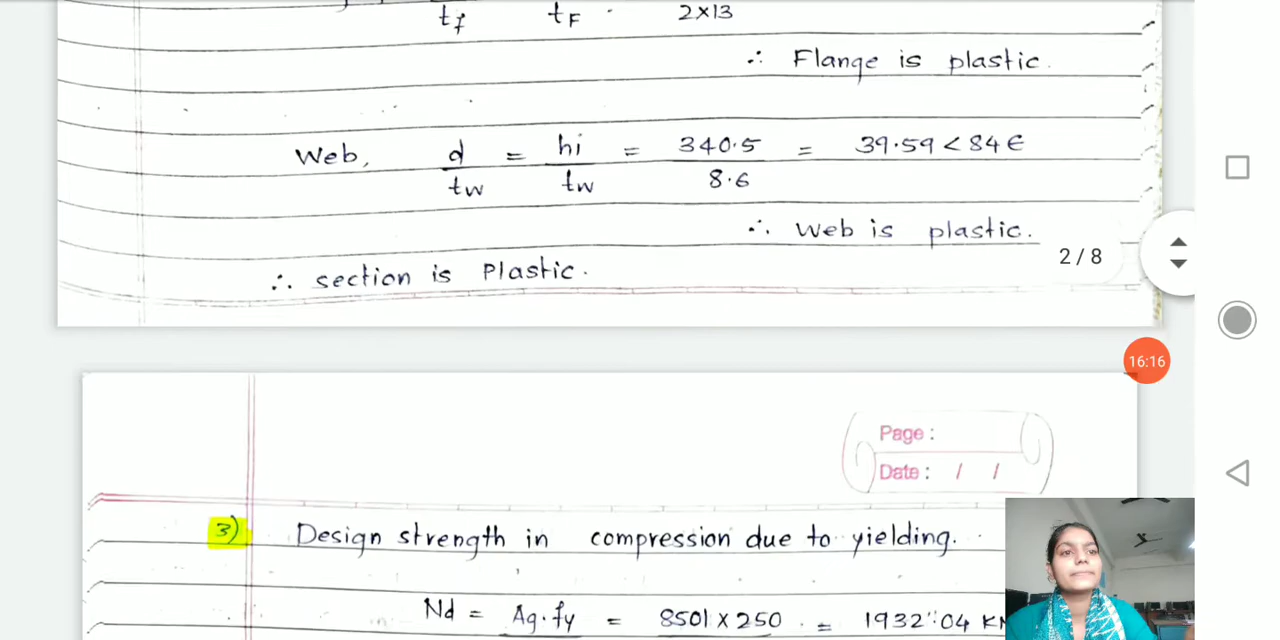 tf tF 2×13
∴ Flange is plastic.
Web, d/tw = hi/tw = 340.5/8.6 = 39.59 < 84 ϵ
∴ Web is plastic.
2 / 8
∴ section is Plastic.
16:16
Page :
Date : / /
3) Design strength in compression due to yielding.
Nd = Ag.fy = 8501 × 250 = 1932.04 KN